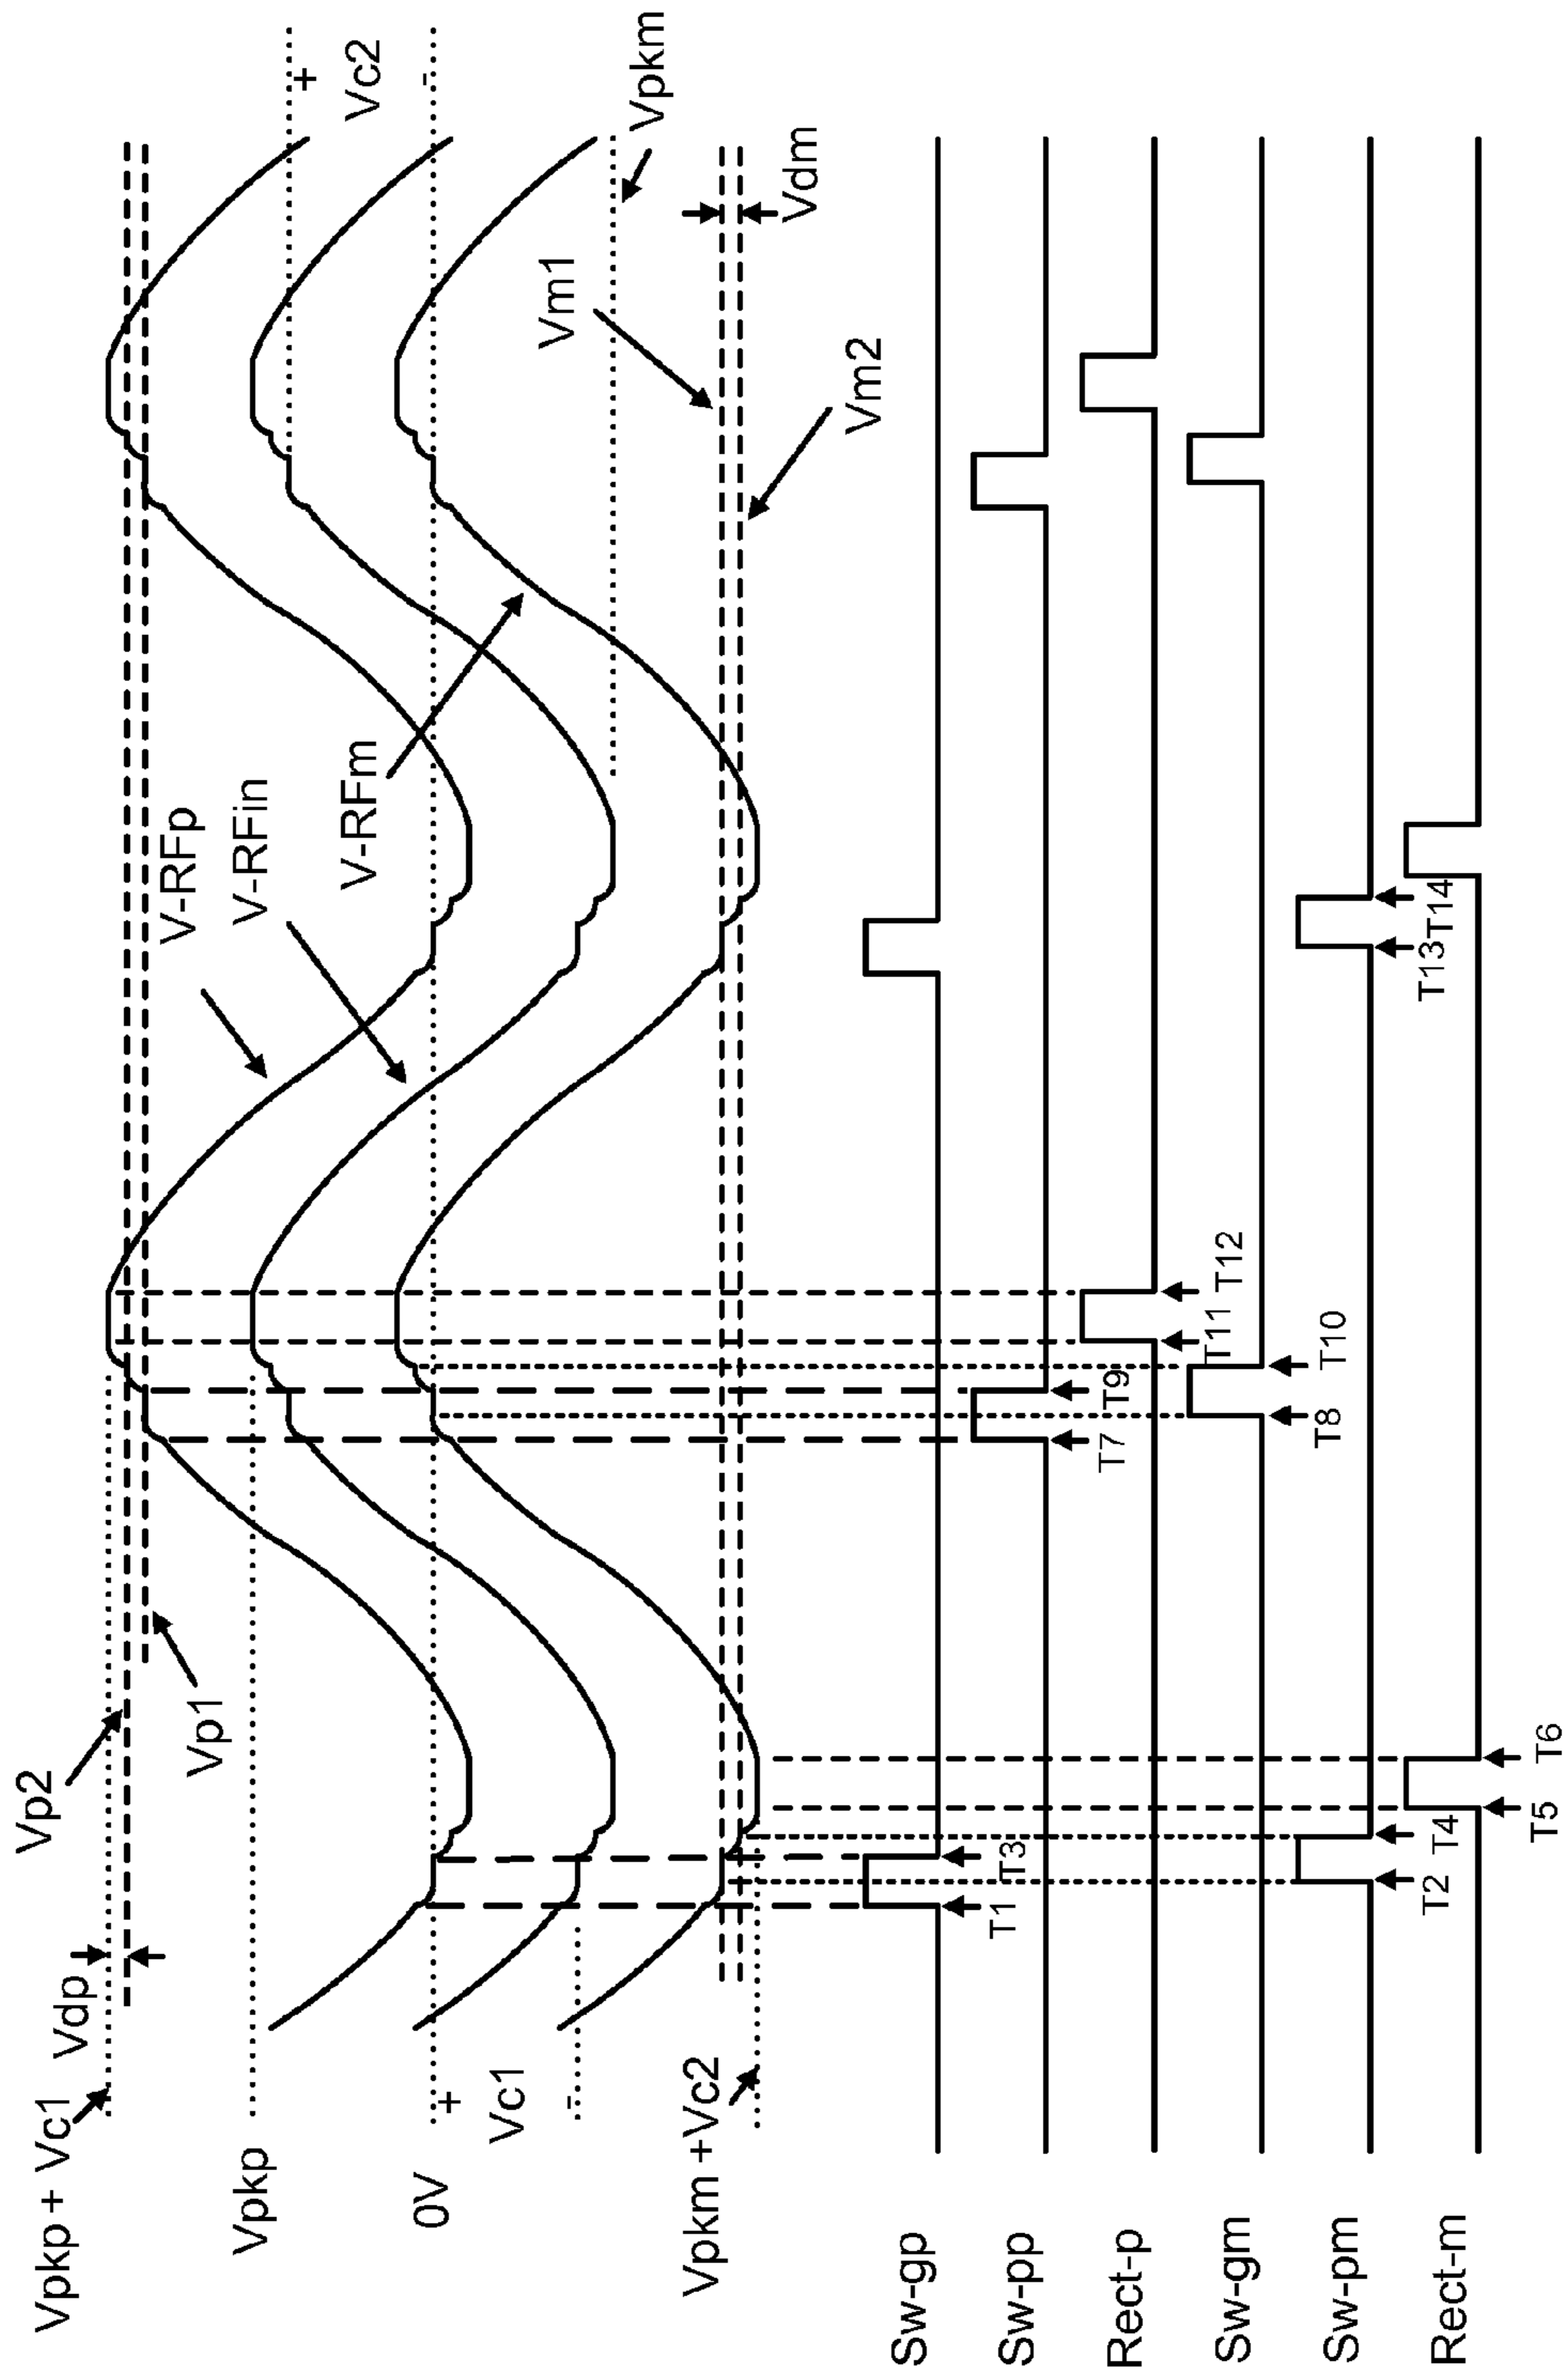 Vpkp + Vc1
Vdp
Vp2
Vp1
Vpkp
0V
+
Vc1
-
Vpkm +Vc2
V-RFp
V-RFin
V-RFm
+
Vc2
-
Vpkm
Vm1
Vm2
Vdm
Sw-gp
T1
T3
Sw-pp
T7
T9
Rect-p
T11
T12
Sw-gm
T8
T10
Sw-pm
T2
T4
T13
T14
Rect-m
T5
T6